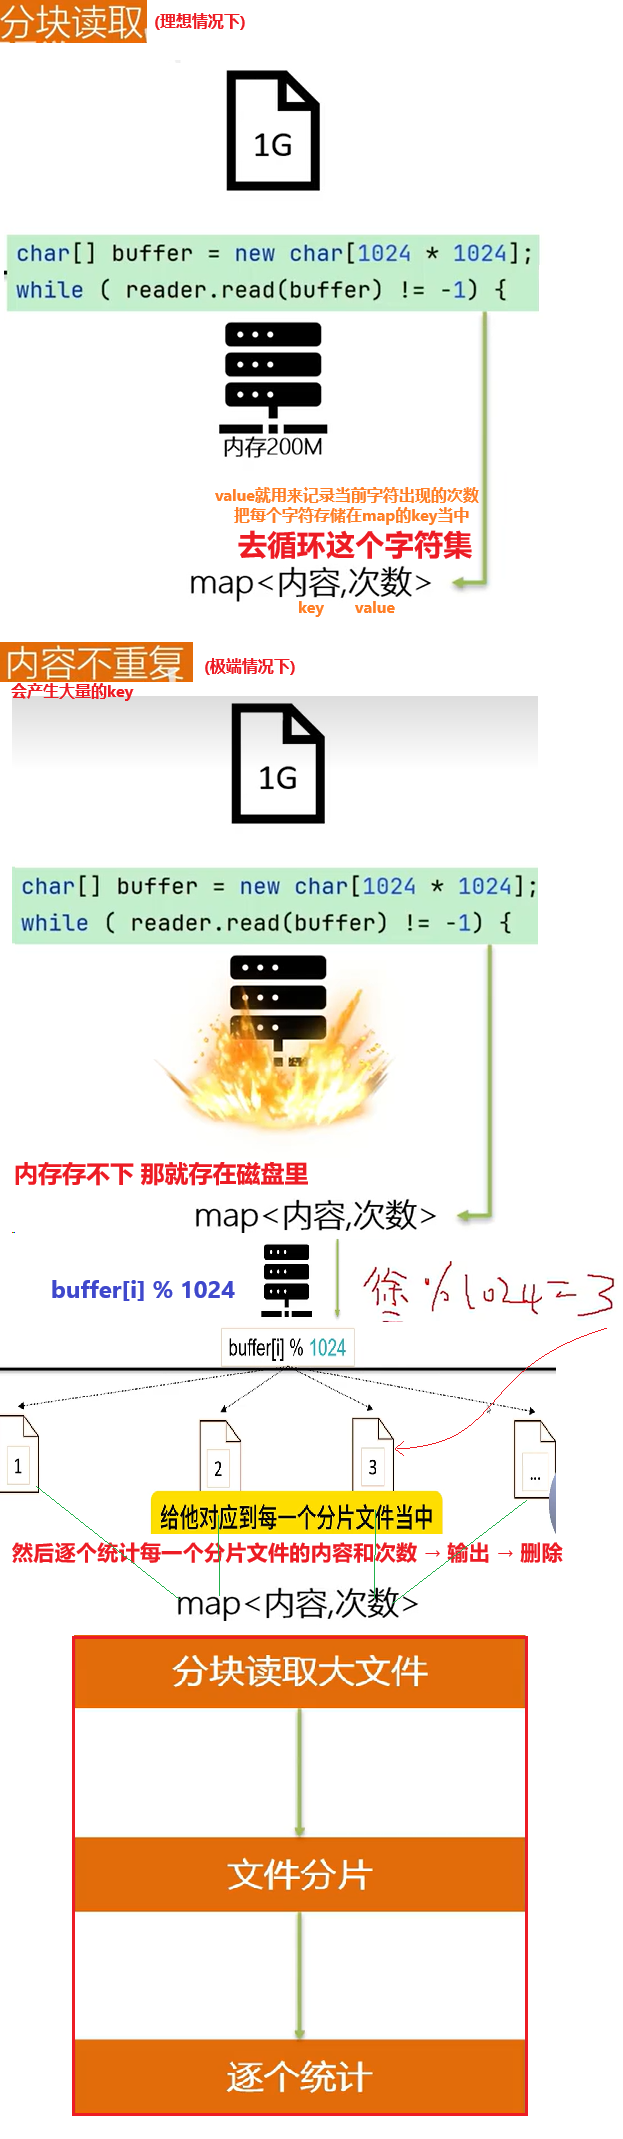 分块读取 (理想情况下)
1G
char[] buffer = new char[1024 * 1024];
while ( reader.read(buffer) != -1) {
内存200M
value就用来记录当前字符出现的次数
把每个字符存储在map的key当中
去循环这个字符集
map<内容,次数>
key value
内容不重复 (极端情况下)
会产生大量的key
1G
char[] buffer = new char[1024 * 1024];
while ( reader.read(buffer) != -1) {
内存存不下 那就存在磁盘里
map<内容,次数>
buffer[i] % 1024
徐%1024=3
buffer[i] % 1024
1 2 3 ...
给他对应到每一个分片文件当中
然后逐个统计每一个分片文件的内容和次数 → 输出 → 删除
map<内容,次数>
分块读取大文件
文件分片
逐个统计